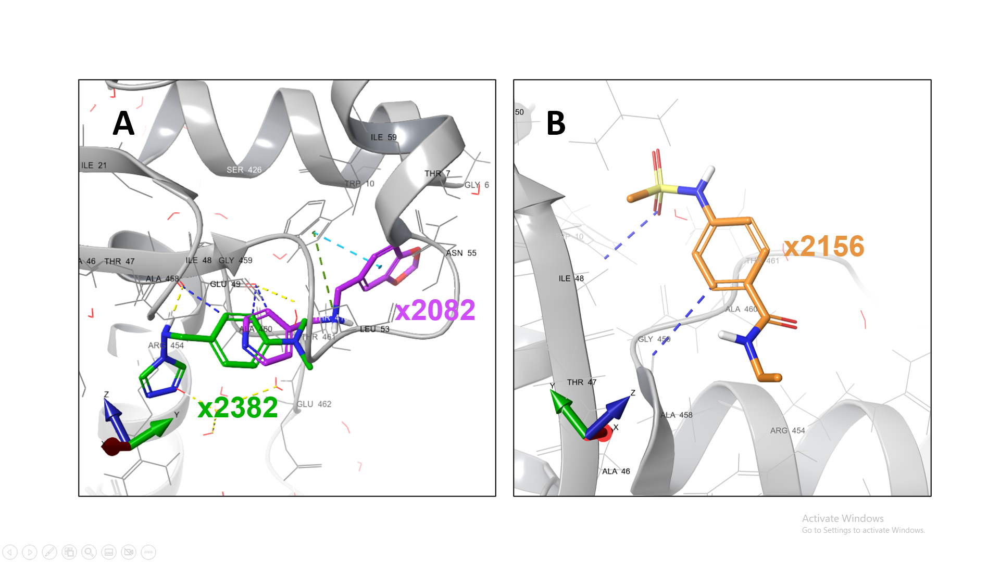 A
ILE 59
ILE 21
SER 426
THR 7
TRP 10
GLY 6
ASN 55
A 46
THR 47
ILE 48
GLY 459
ALA 458
GLU 49
x2082
ALA 460
LEU 53
THR 461
ARG 454
GLU 462
x2382
Z
Y
B
50
TRP 10
x2156
THR 461
ILE 48
ALA 460
GLY 459
THR 47
Y
Z
X
ALA 458
ARG 454
ALA 46
Activate Windows
Go to Settings to activate Windows.